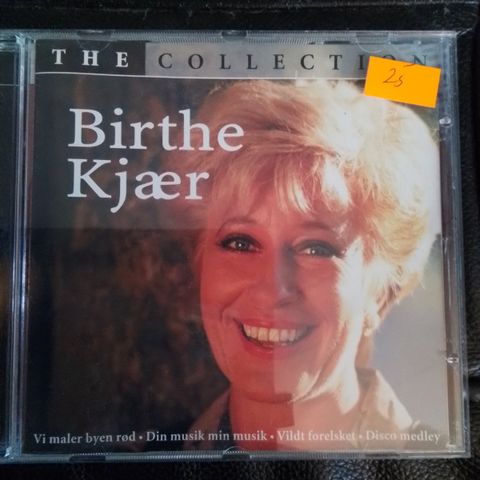 THE COLLECTION
25
Birthe
Kjær
Vi maler byen rød • Din musik min musik • Vildt forelsket • Disco medley